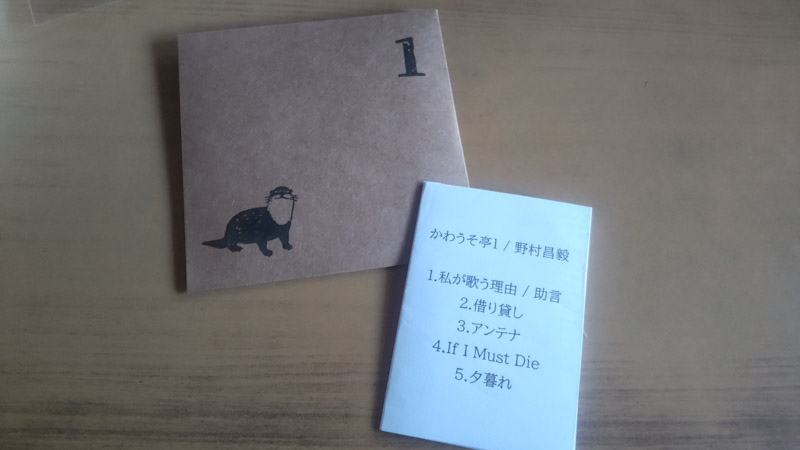 1
かわうそ亭1 / 野村昌毅
1.私が歌う理由 / 助言
2.借り貸し
3.アンテナ
4.If I Must Die
5.夕暮れ